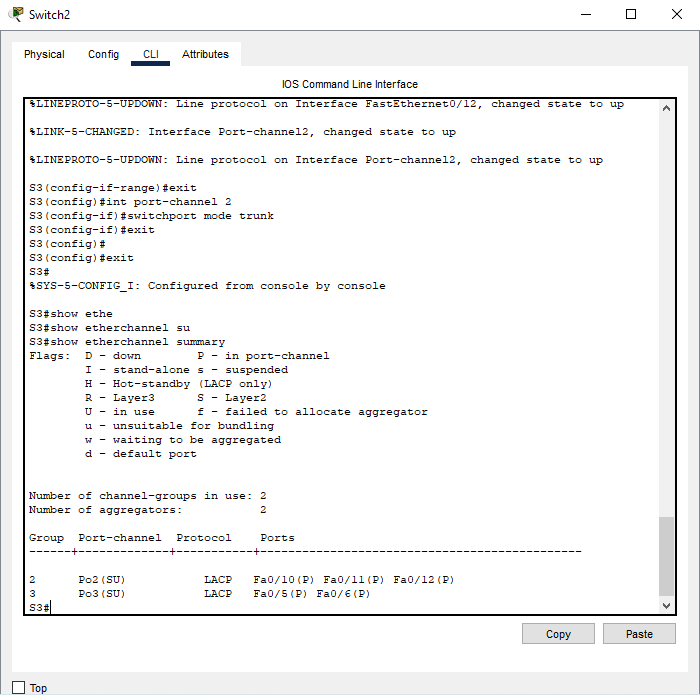 Switch2
Physical Config CLI Attributes
IOS Command Line Interface
%LINEPROTO-5-UPDOWN: Line protocol on Interface FastEthernet0/12, changed state to up
%LINK-5-CHANGED: Interface Port-channel2, changed state to up
%LINEPROTO-5-UPDOWN: Line protocol on Interface Port-channel2, changed state to up
S3(config-if-range)#exit
S3(config)#int port-channel 2
S3(config-if)#switchport mode trunk
S3(config-if)#exit
S3(config)#
S3(config)#exit
S3#
%SYS-5-CONFIG_I: Configured from console by console
S3#show ethe
S3#show etherchannel su
S3#show etherchannel summary
Flags:  D - down        P - in port-channel
        I - stand-alone s - suspended
        H - Hot-standby (LACP only)
        R - Layer3      S - Layer2
        U - in use      f - failed to allocate aggregator
        u - unsuitable for bundling
        w - waiting to be aggregated
        d - default port
Number of channel-groups in use: 2
Number of aggregators:           2
Group  Port-channel  Protocol    Ports
------+-------------+-----------+----------------------------------------------
2      Po2(SU)           LACP   Fa0/10(P) Fa0/11(P) Fa0/12(P)
3      Po3(SU)           LACP   Fa0/5(P) Fa0/6(P)
S3#
Copy Paste
Top